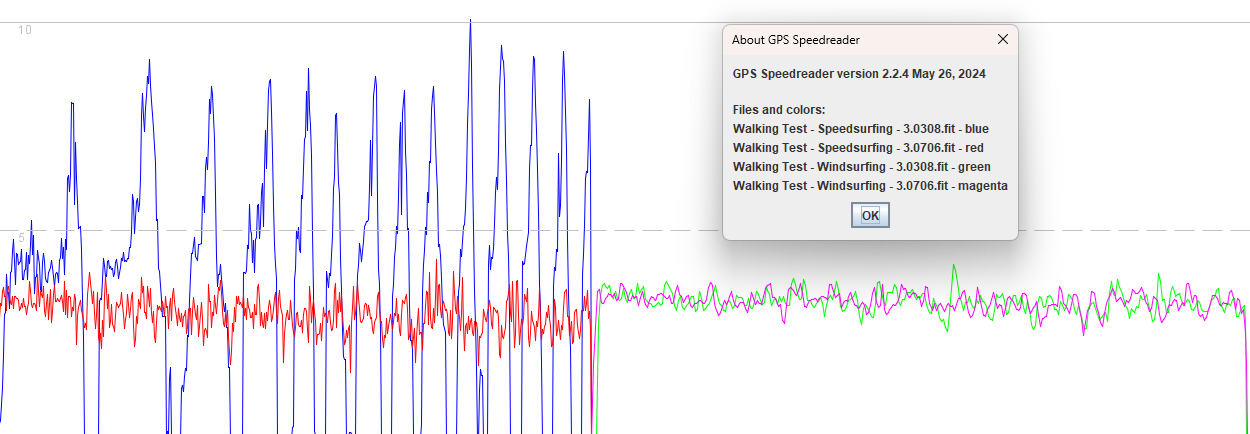 10
About GPS Speedreader
GPS Speedreader version 2.2.4 May 26, 2024
Files and colors:
Walking Test - Speedsurfing - 3.0308.fit - blue
Walking Test - Speedsurfing - 3.0706.fit - red
Walking Test - Windsurfing - 3.0308.fit - green
Walking Test - Windsurfing - 3.0706.fit - magenta
OK
5